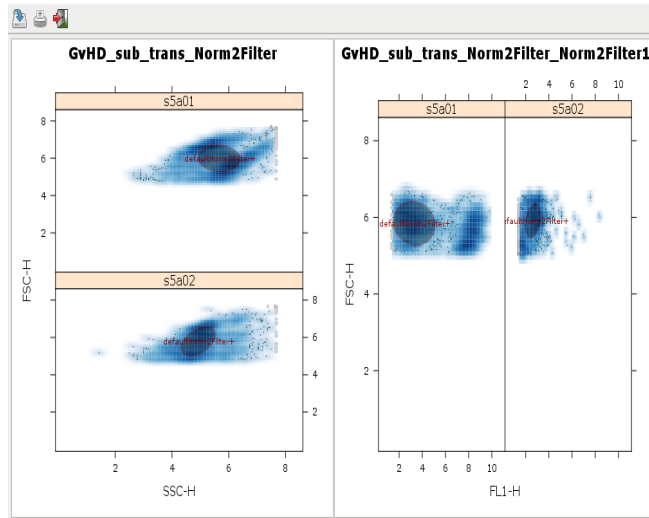 GvHD_sub_trans_Norm2Filter
s5a01
8
6
4
2
defaultNorm2Filter+
s5a02
8
6
4
2
defaultNorm2Filter+
FSC-H
2 4 6 8
SSC-H
GvHD_sub_trans_Norm2Filter_Norm2Filter1
2 4 6 8 10
s5a01 s5a02
8
6
4
2
defaultNorm2Filter+
faultNorm2Filter+
FSC-H
2 4 6 8 10
FL1-H